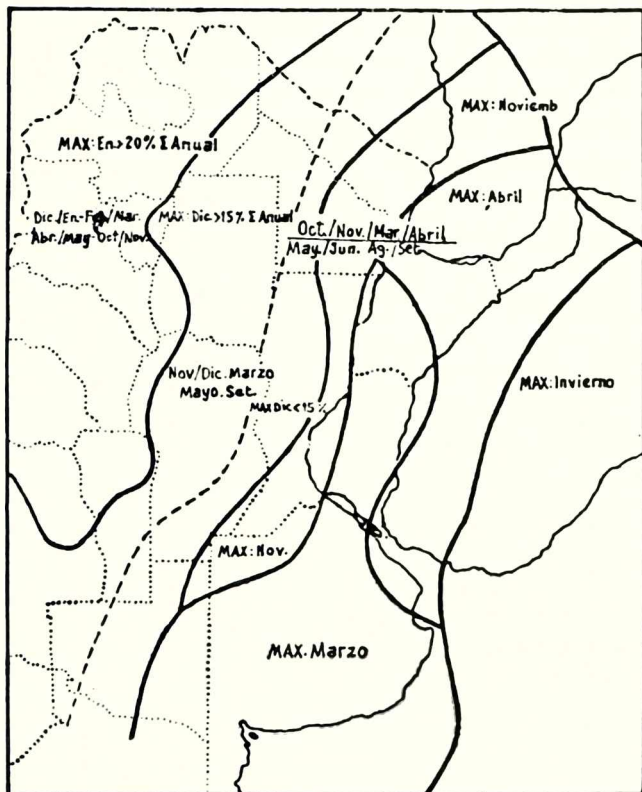 MAX: Noviemb
MAX: En. > 20% Σ Anual
MAX: Abril
Dic./En.-Feb/Mar.
Abr./May-Oct/Nov.
MAX: Dic > 15% Σ Anual
Oct./Nov./Mar/Abril
May/Jun. Ag./Set
Nov/Dic. Marzo
Mayo. Set.
MAX Dic < 15%
MAX: Invierno
MAX: Nov.
MAX. Marzo